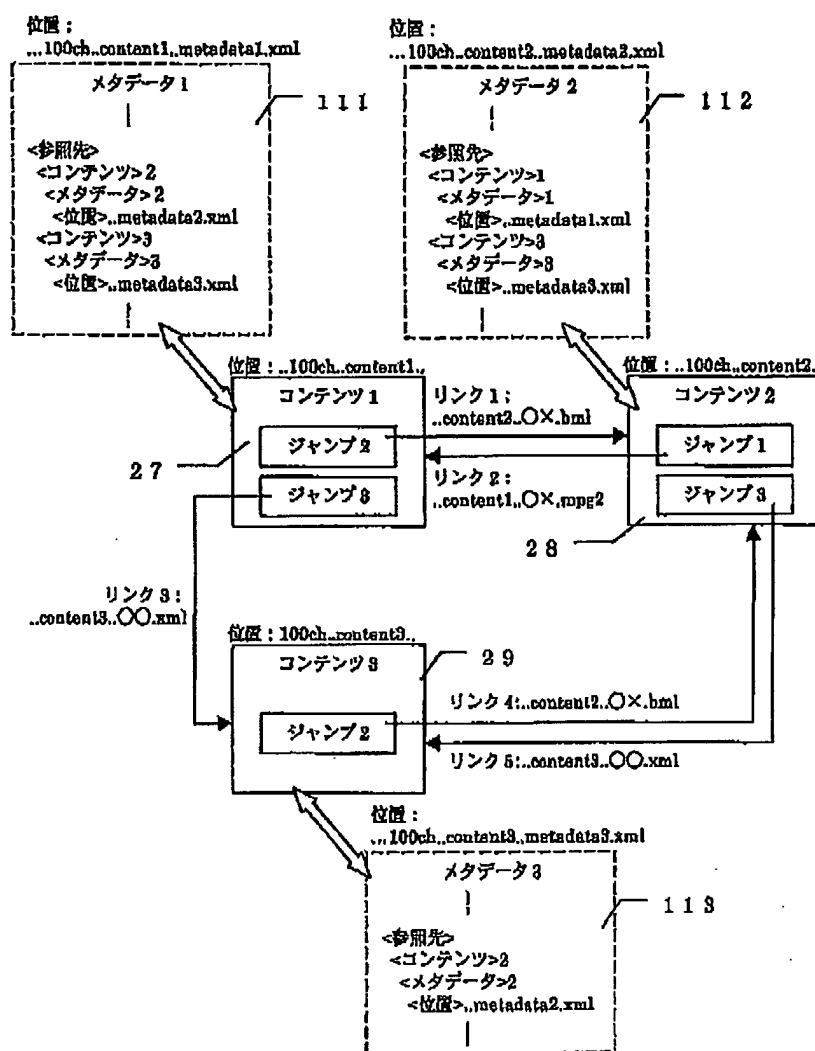 位置：
...100ch..content1..metadata1.xml
メタデータ1
111
<参照先>
<コンテンツ>2
<メタデータ>2
<位置>..metadata2.xml
<コンテンツ>3
<メタデータ>3
<位置>..metadata3.xml
位置：
...100ch..content2..metadata2.xml
メタデータ2
112
<参照先>
<コンテンツ>1
<メタデータ>1
<位置>..metadata1.xml
<コンテンツ>3
<メタデータ>3
<位置>..metadata3.xml
位置：..100ch..content1..
コンテンツ1
ジャンプ2
ジャンプ3
27
リンク1：
..content2..○×.bml
リンク2：
..content1..○×.mpg2
位置：..100ch..content2.
コンテンツ2
ジャンプ1
ジャンプ3
28
リンク3：
..content3..○○.xml
位置：100ch..content3..
コンテンツ3
29
ジャンプ2
リンク4:..content2..○×.bml
リンク5:..content3..○○.xml
位置：
...100ch..content3..metadata3.xml
メタデータ3
113
<参照先>
<コンテンツ>2
<メタデータ>2
<位置>..metadata2.xml